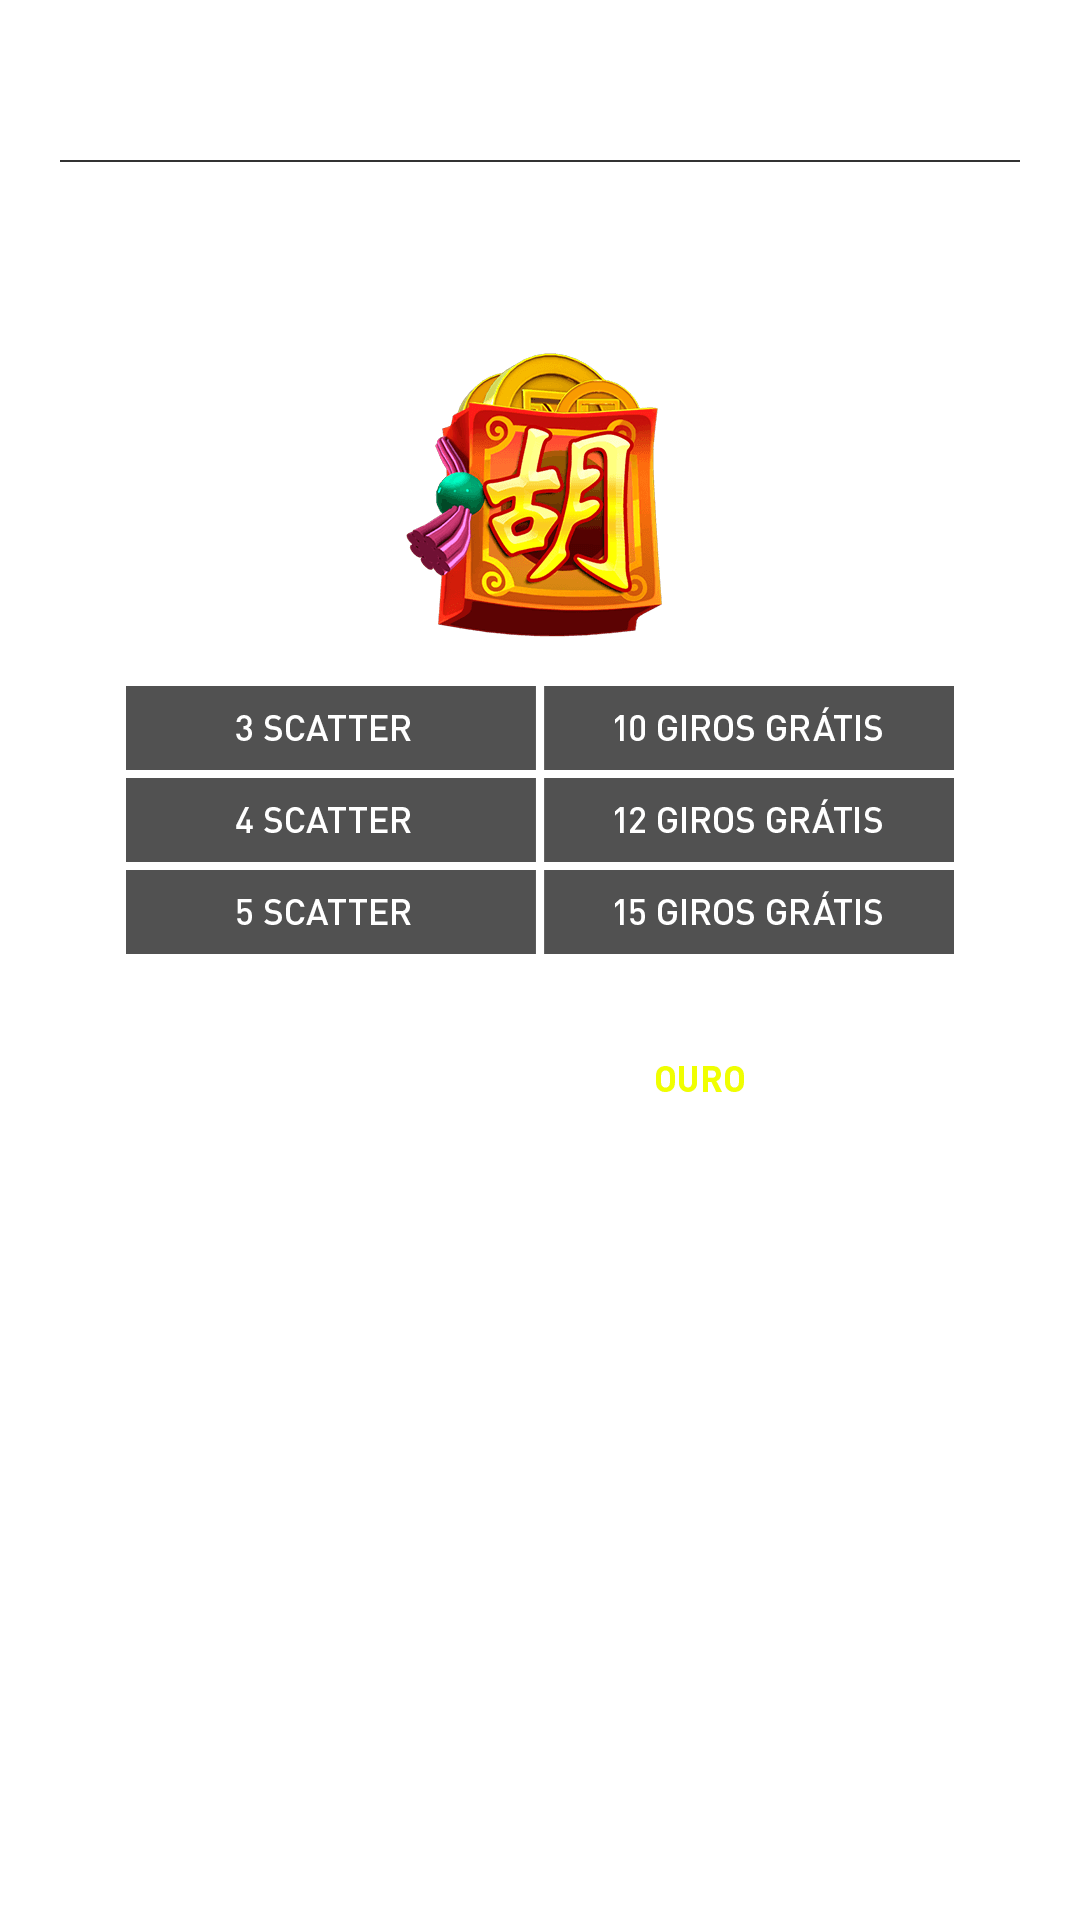 胡
3 SCATTER 10 GIROS GRÁTIS
4 SCATTER 12 GIROS GRÁTIS
5 SCATTER 15 GIROS GRÁTIS
OURO